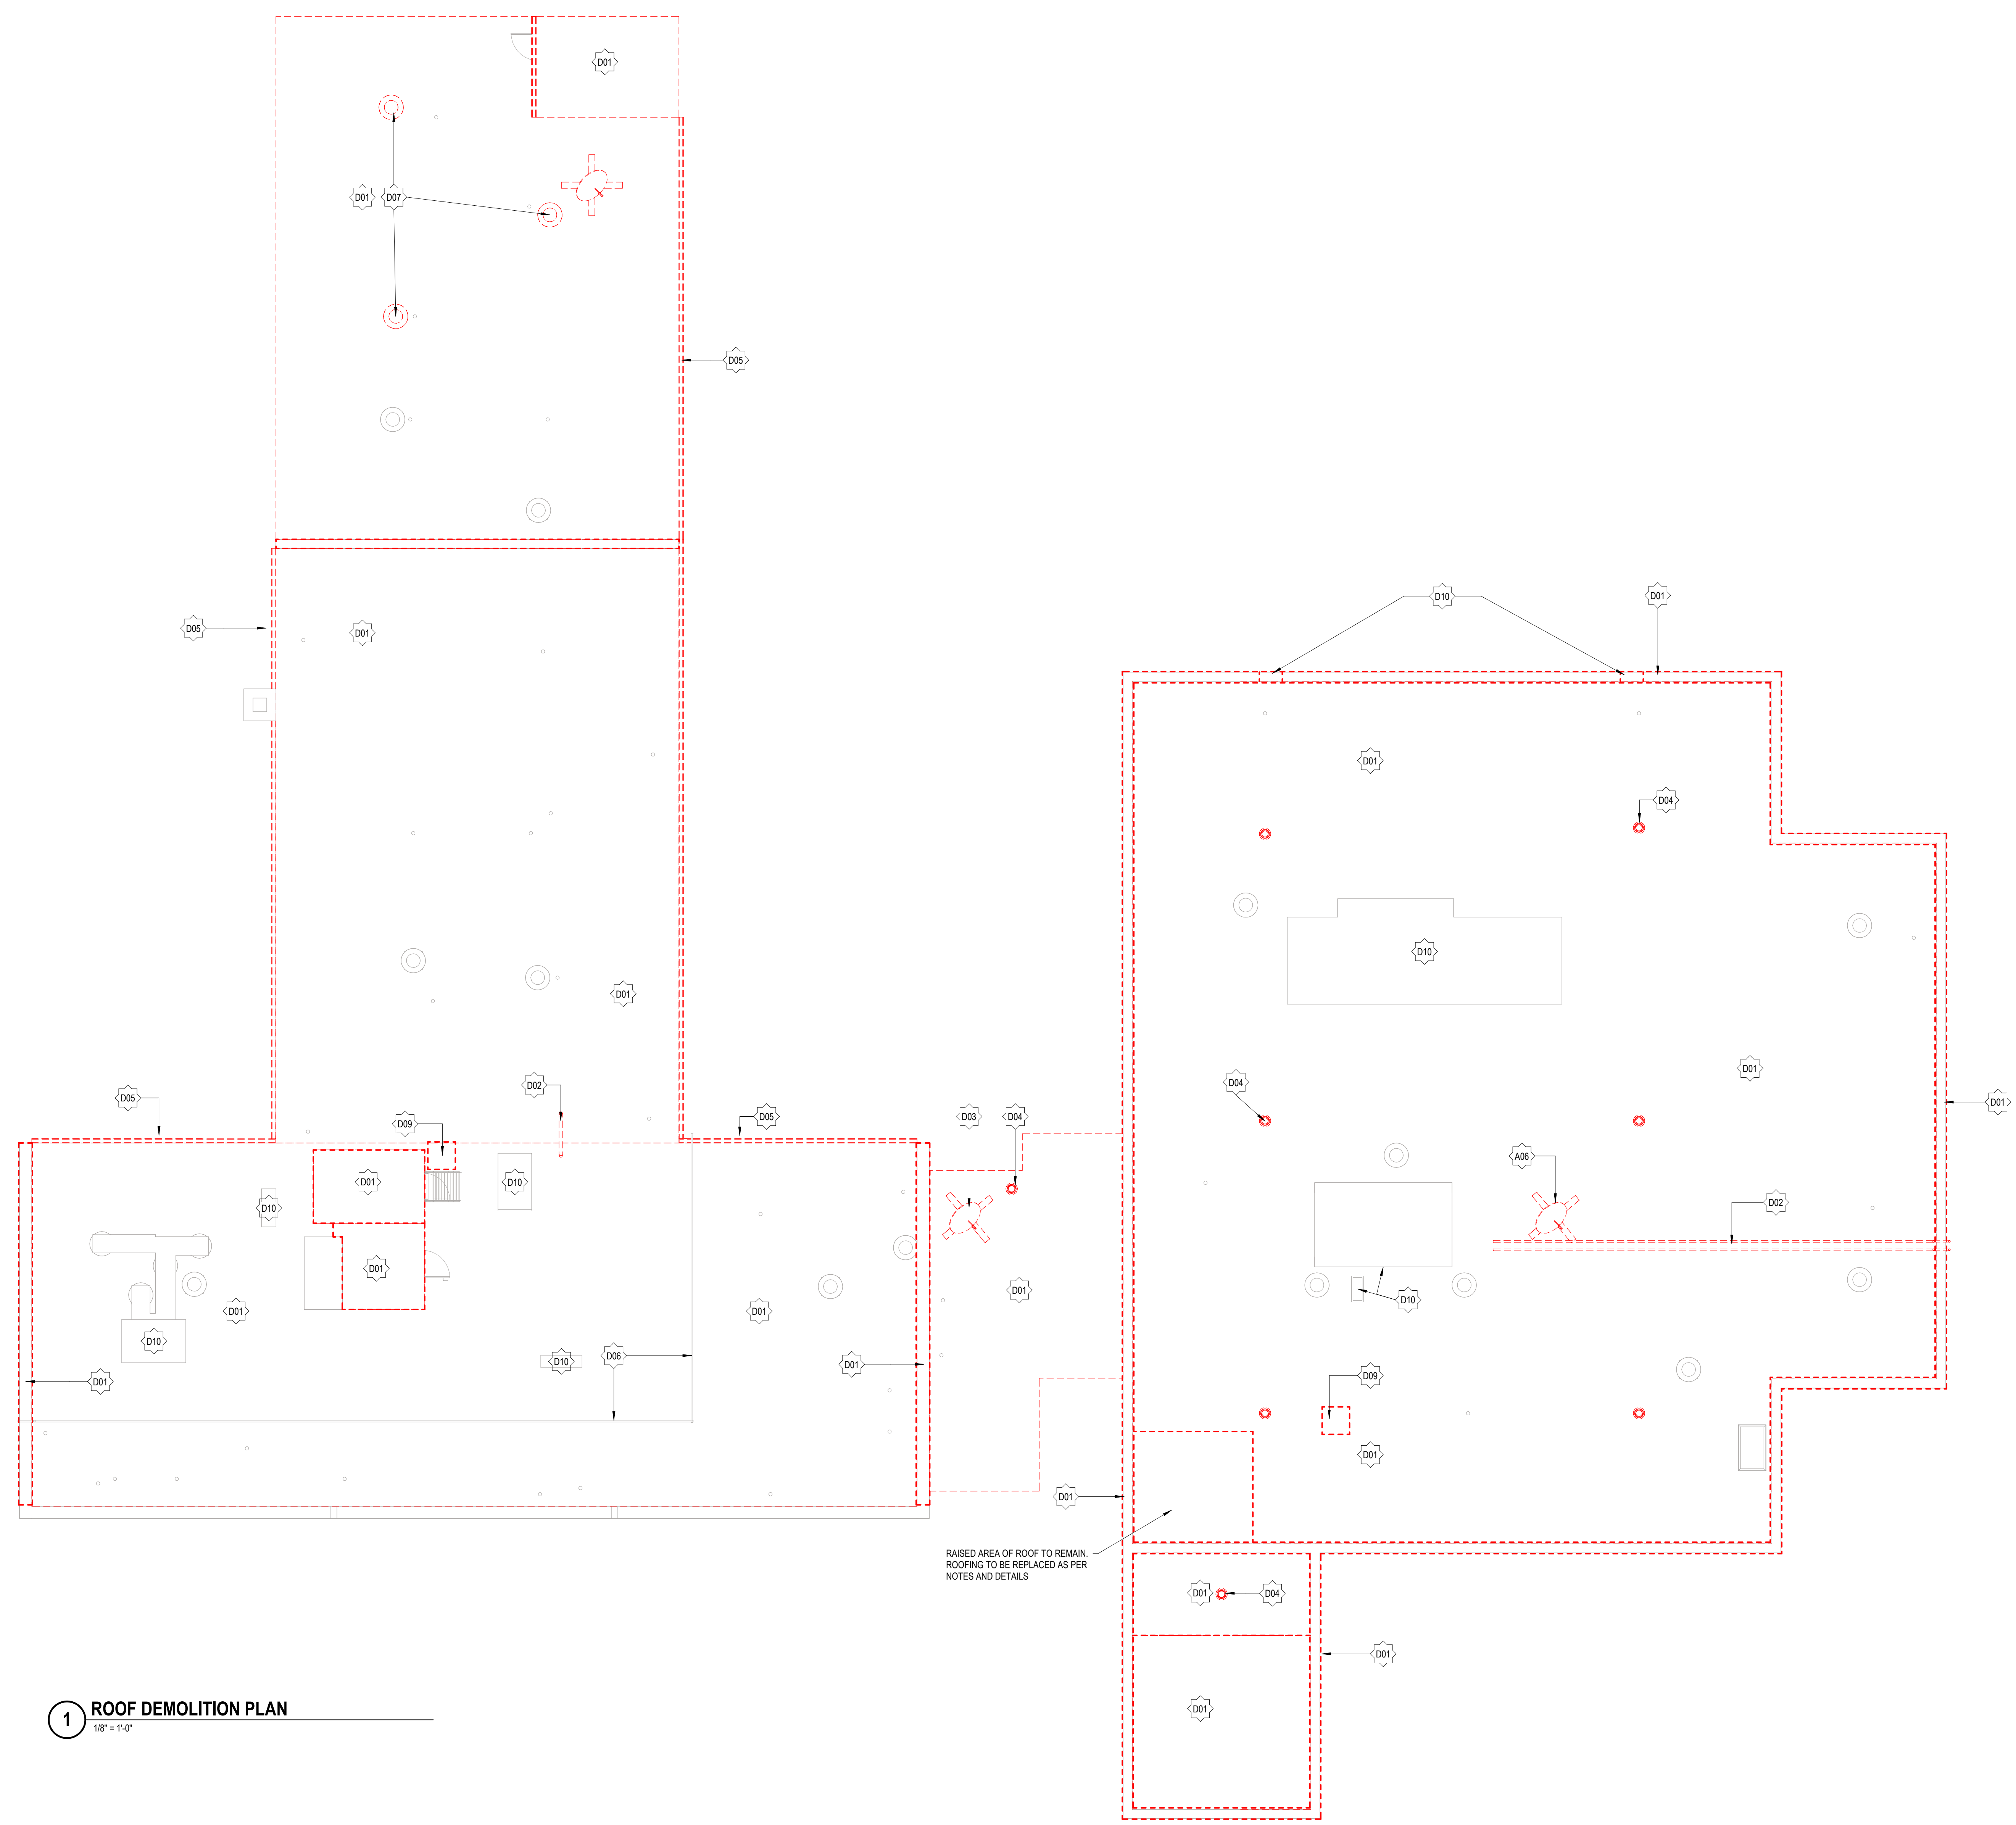 D01
D01
D07
D05
D10
D01
D05
D01
D01
D04
D10
D01
D01
D04
D02
D05
D01
D05
D09
D03
D04
A06
D01
D10
D02
D10
D01
D01
D10
D01
D01
D10
D10
D06
D01
D01
D09
D01
D01
RAISED AREA OF ROOF TO REMAIN.
ROOFING TO BE REPLACED AS PER
NOTES AND DETAILS
D01
D04
D01
D01
1
ROOF DEMOLITION PLAN
1/8" = 1'-0"